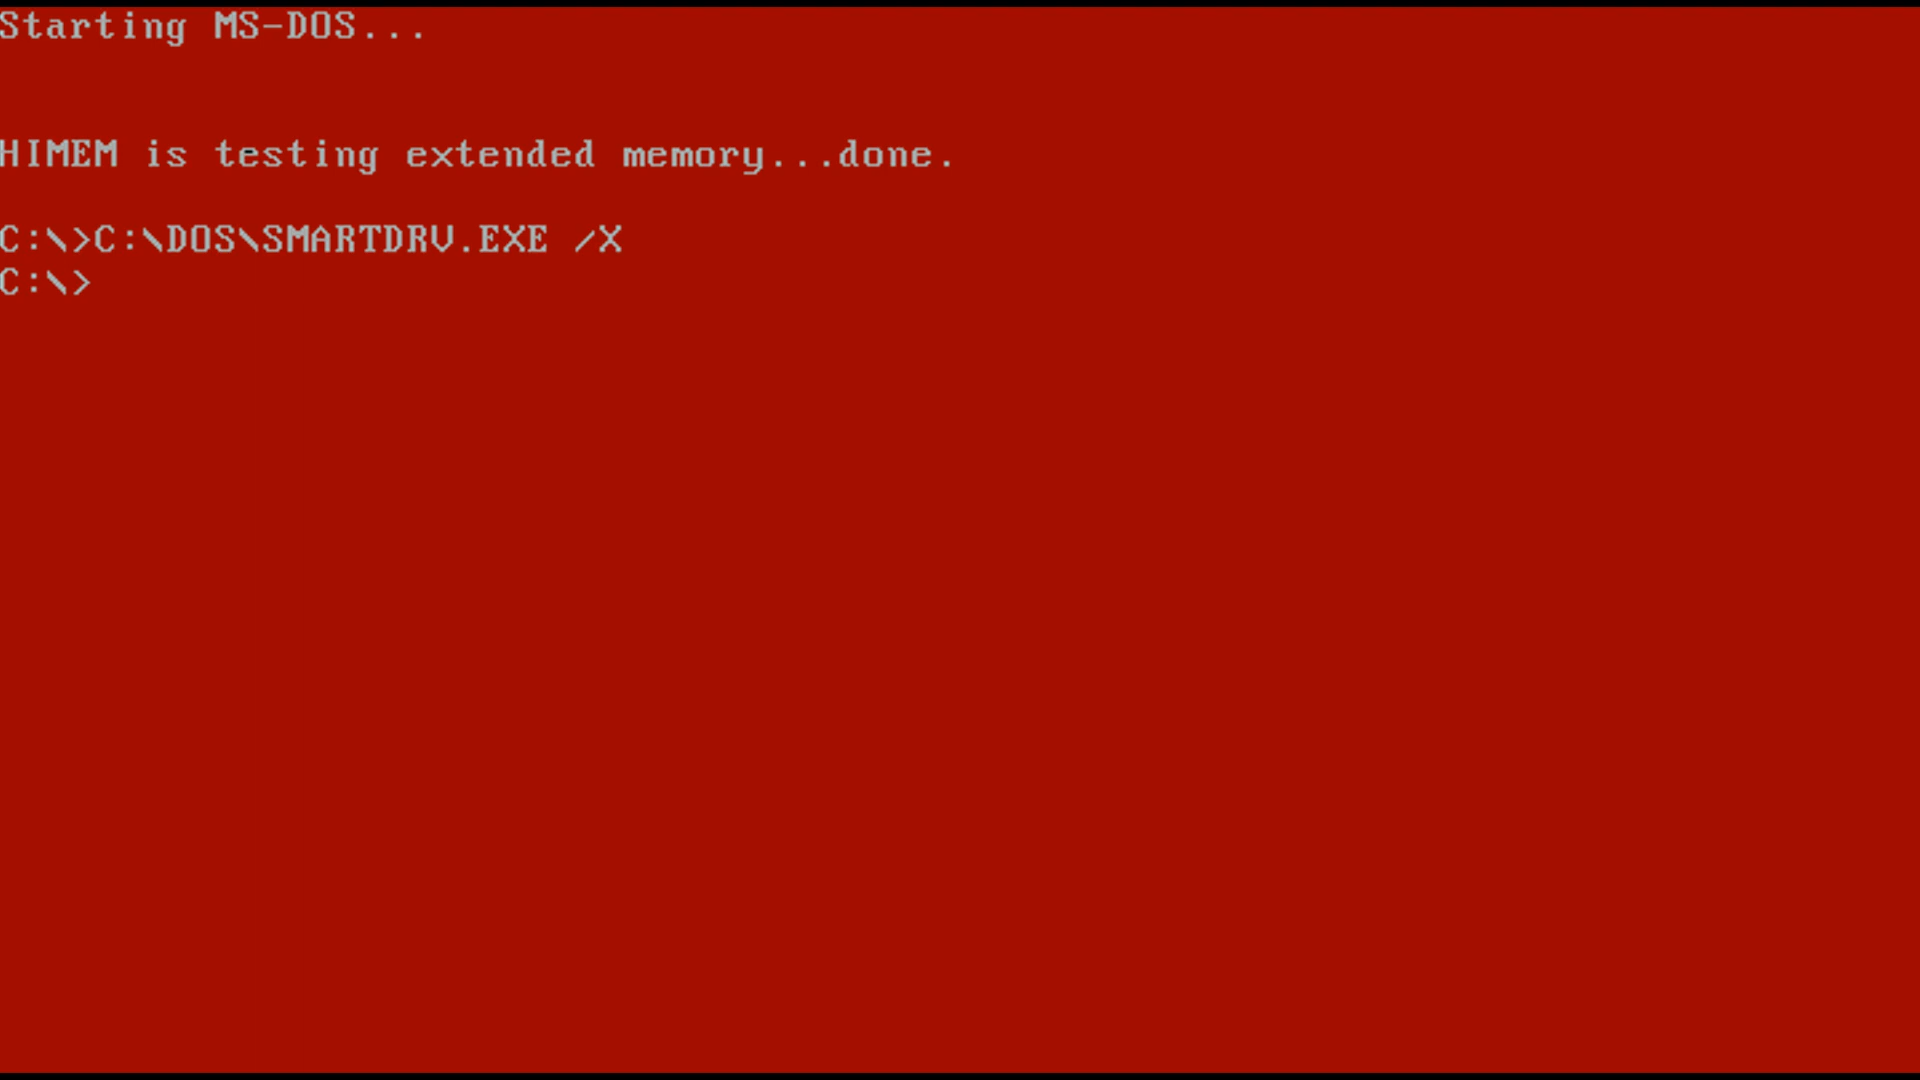 Starting MS-DOS...
HIMEM is testing extended memory...done.
C:\>C:\DOS\SMARTDRV.EXE /X
C:\>